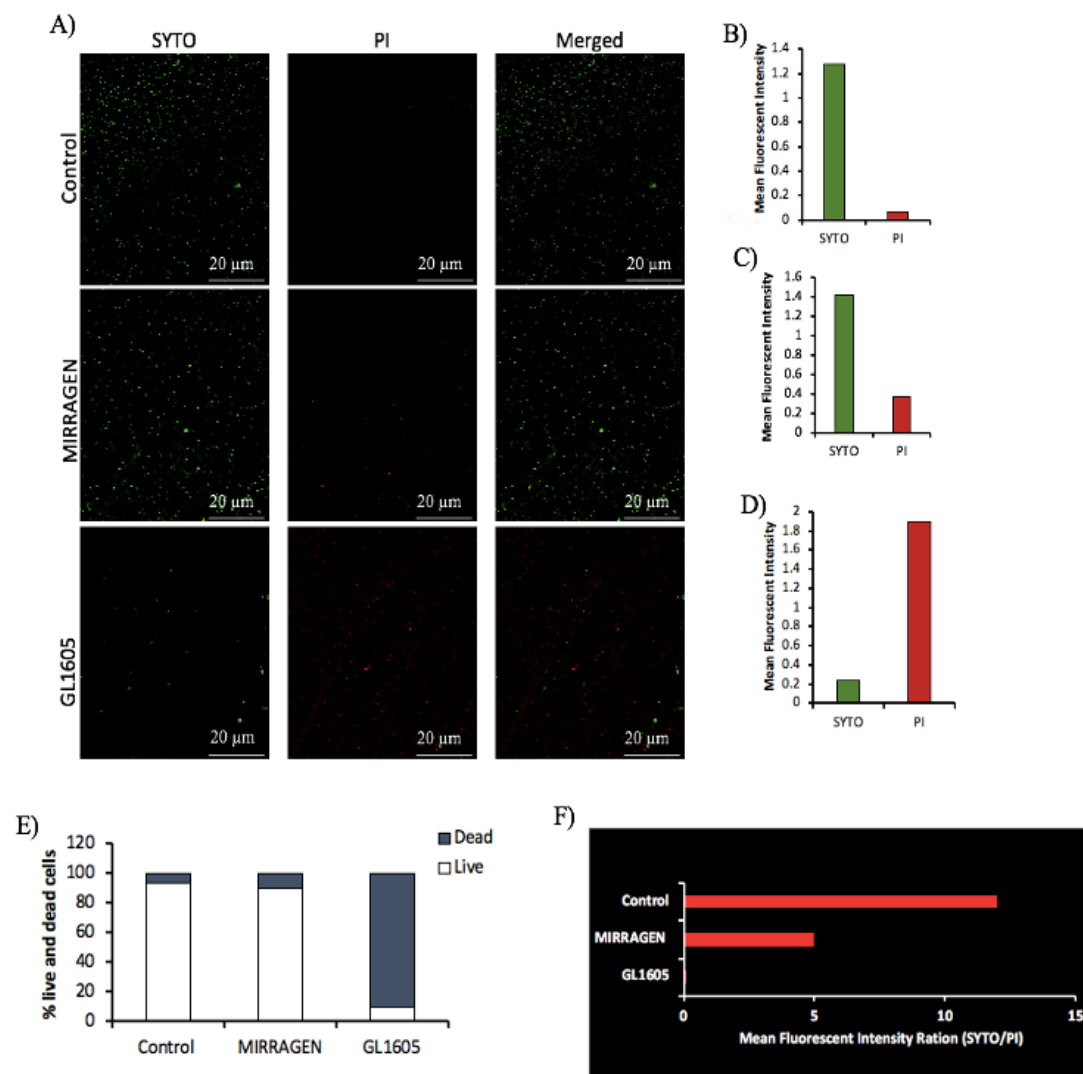 A)
SYTO PI Merged
Control
20 µm 20 µm 20 µm
MIRRAGEN
20 µm 20 µm 20 µm
GL1605
20 µm 20 µm 20 µm
B)
Mean Fluorescent Intensity
1.4
1.2
1
0.8
0.6
0.4
0.2
0
SYTO PI
C)
Mean Fluorescent Intensity
1.6
1.4
1.2
1
0.8
0.6
0.4
0.2
0
SYTO PI
D)
Mean Fluorescent Intensity
2
1.8
1.6
1.4
1.2
1
0.8
0.6
0.4
0.2
0
SYTO PI
E)
% live and dead cells
120
100
80
60
40
20
0
Control MIRRAGEN GL1605
Dead
Live
F)
Control
MIRRAGEN
GL1605
0 5 10 15
Mean Fluorescent Intensity Ration (SYTO/PI)